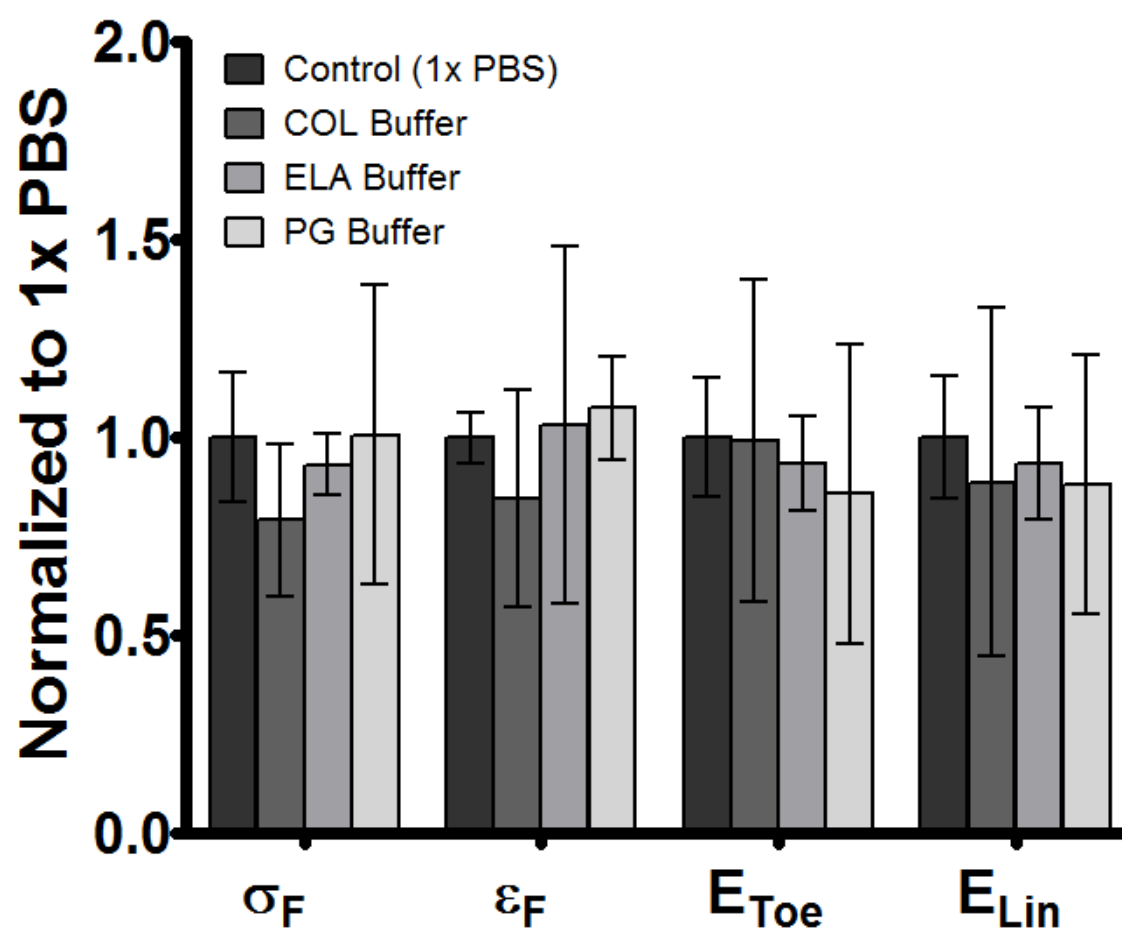 Normalized to 1x PBS
2.0
1.5
1.0
0.5
0.0
Control (1x PBS)
COL Buffer
ELA Buffer
PG Buffer
σF
εF
EToe
ELin